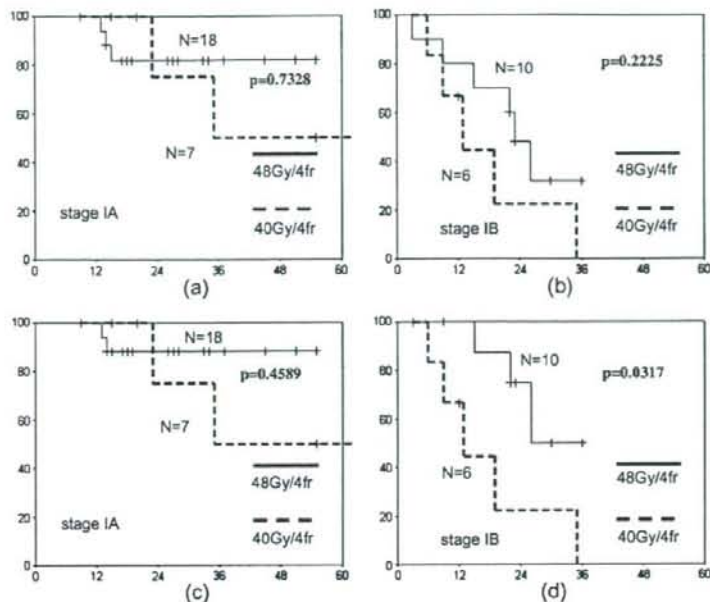 100
80
60
40
20
0
N=18
p=0.7328
N=7
48Gy/4fr
stage IA
40Gy/4fr
0 12 24 36 48 60
(a)
100
80
60
40
20
0
N=10
p=0.2225
N=6
48Gy/4fr
stage IB
40Gy/4fr
0 12 24 36 48 60
(b)
100
80
60
40
20
0
N=18
p=0.4589
N=7
48Gy/4fr
stage IA
40Gy/4fr
0 12 24 36 48 60
(c)
100
80
60
40
20
0
N=10
p=0.0317
N=6
48Gy/4fr
stage IB
40Gy/4fr
0 12 24 36 48 60
(d)